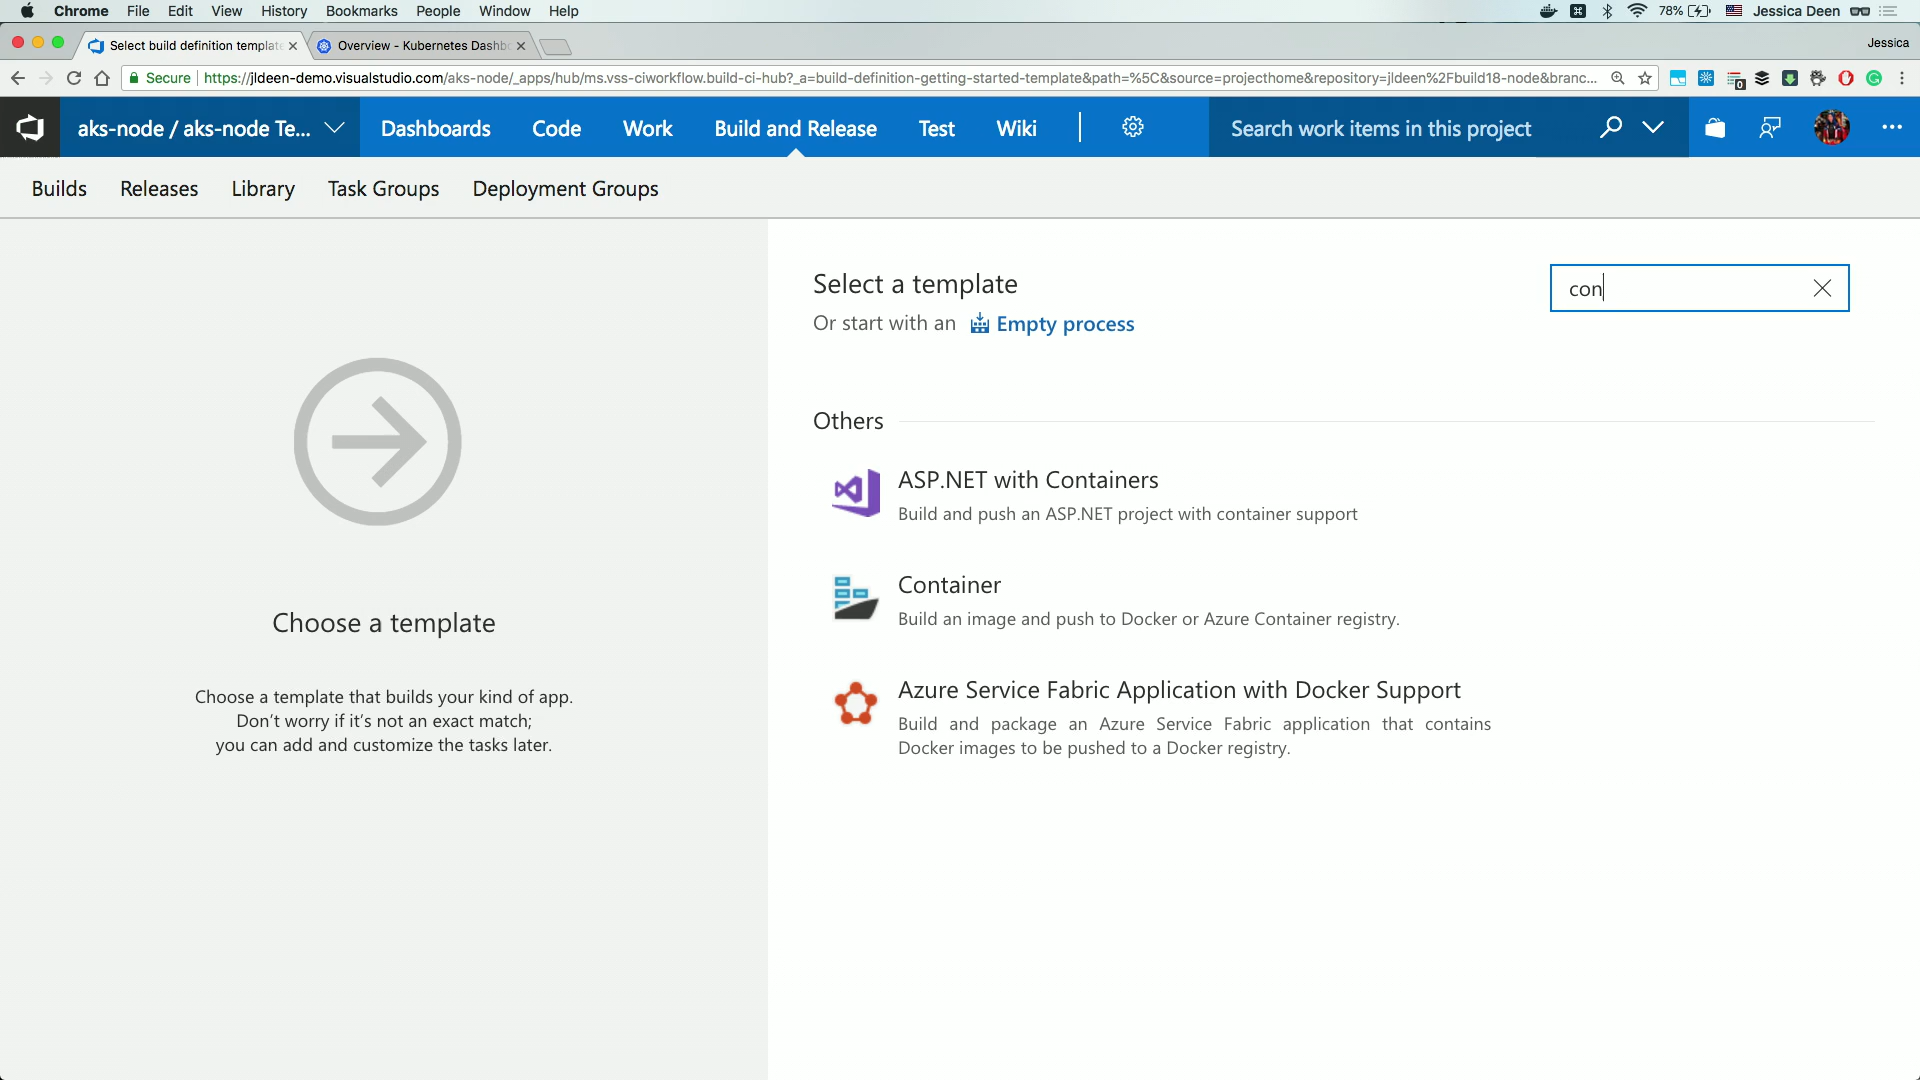 Chrome File Edit View History Bookmarks People Window Help 78% Jessica Deen
Select build definition templat Overview - Kubernetes Dashbo Jessica
Secure https://jldeen-demo.visualstudio.com/aks-node/_apps/hub/ms.vss-ciworkflow.build-ci-hub?_a=build-definition-getting-started-template&path=%5C&source=projecthome&repository=jldeen%2Fbuild18-node&branc... 0
aks-node / aks-node Te... Dashboards Code Work Build and Release Test Wiki Search work items in this project
Builds Releases Library Task Groups Deployment Groups
Select a template
con
Or start with an Empty process
Others
ASP.NET with Containers
Build and push an ASP.NET project with container support
Container
Build an image and push to Docker or Azure Container registry.
Azure Service Fabric Application with Docker Support
Build and package an Azure Service Fabric application that contains
Docker images to be pushed to a Docker registry.
Choose a template
Choose a template that builds your kind of app.
Don't worry if it's not an exact match;
you can add and customize the tasks later.